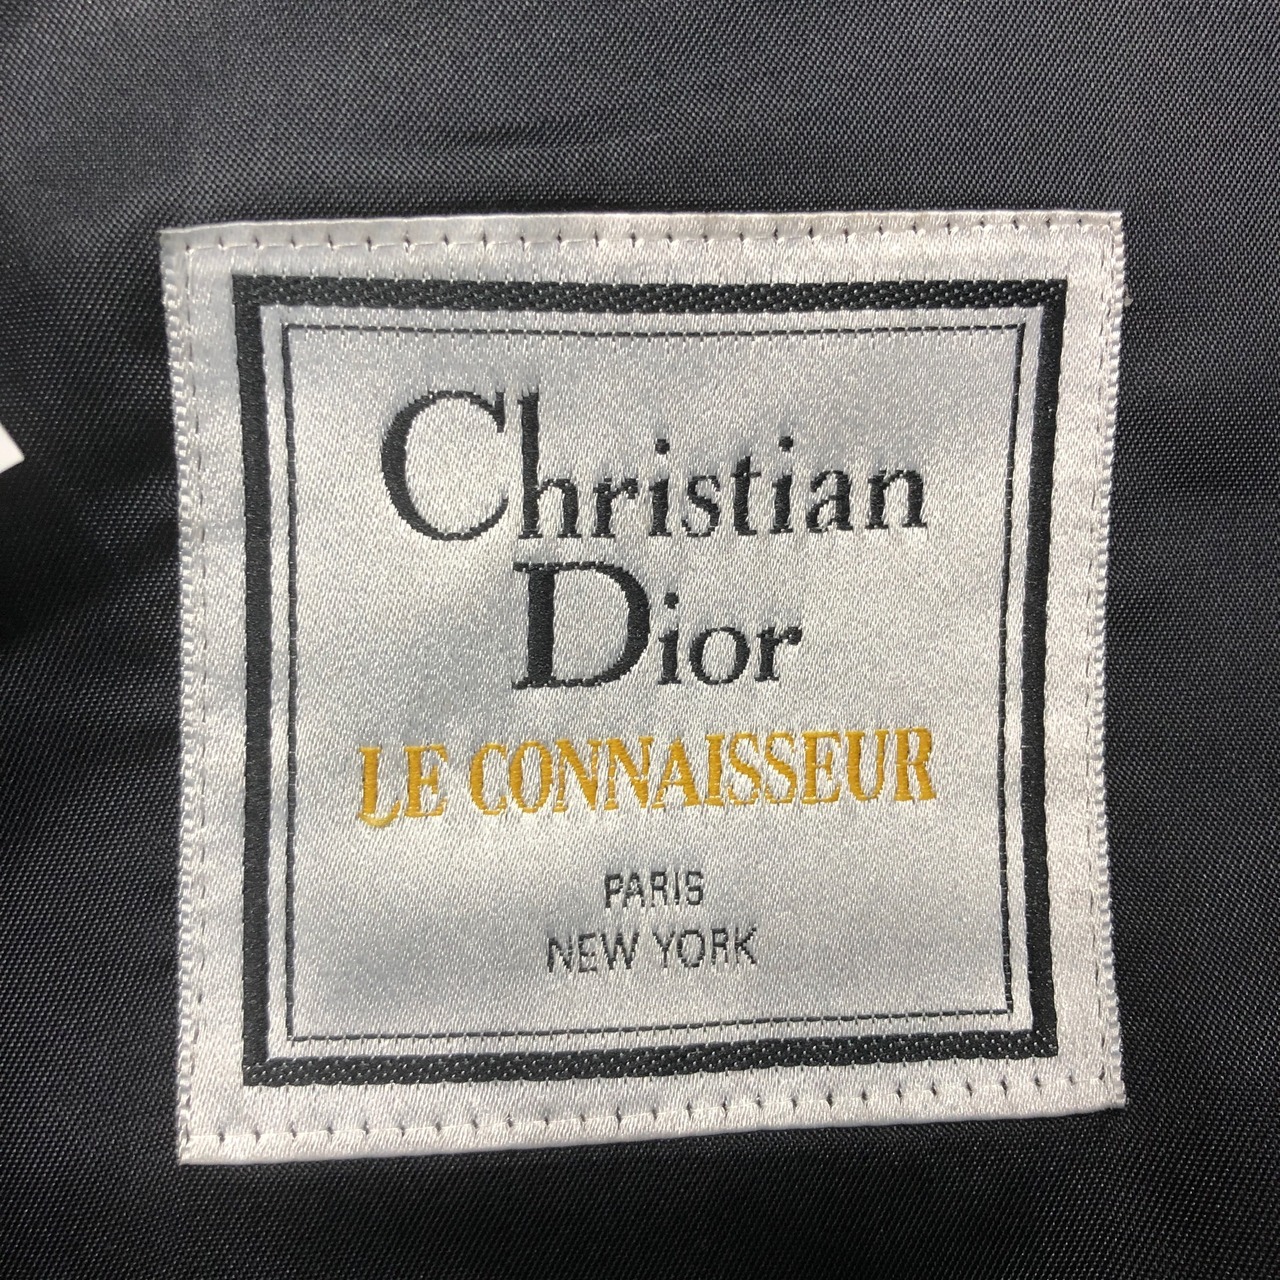 Christian
Dior
LE CONNAISSEUR
PARIS
NEW YORK